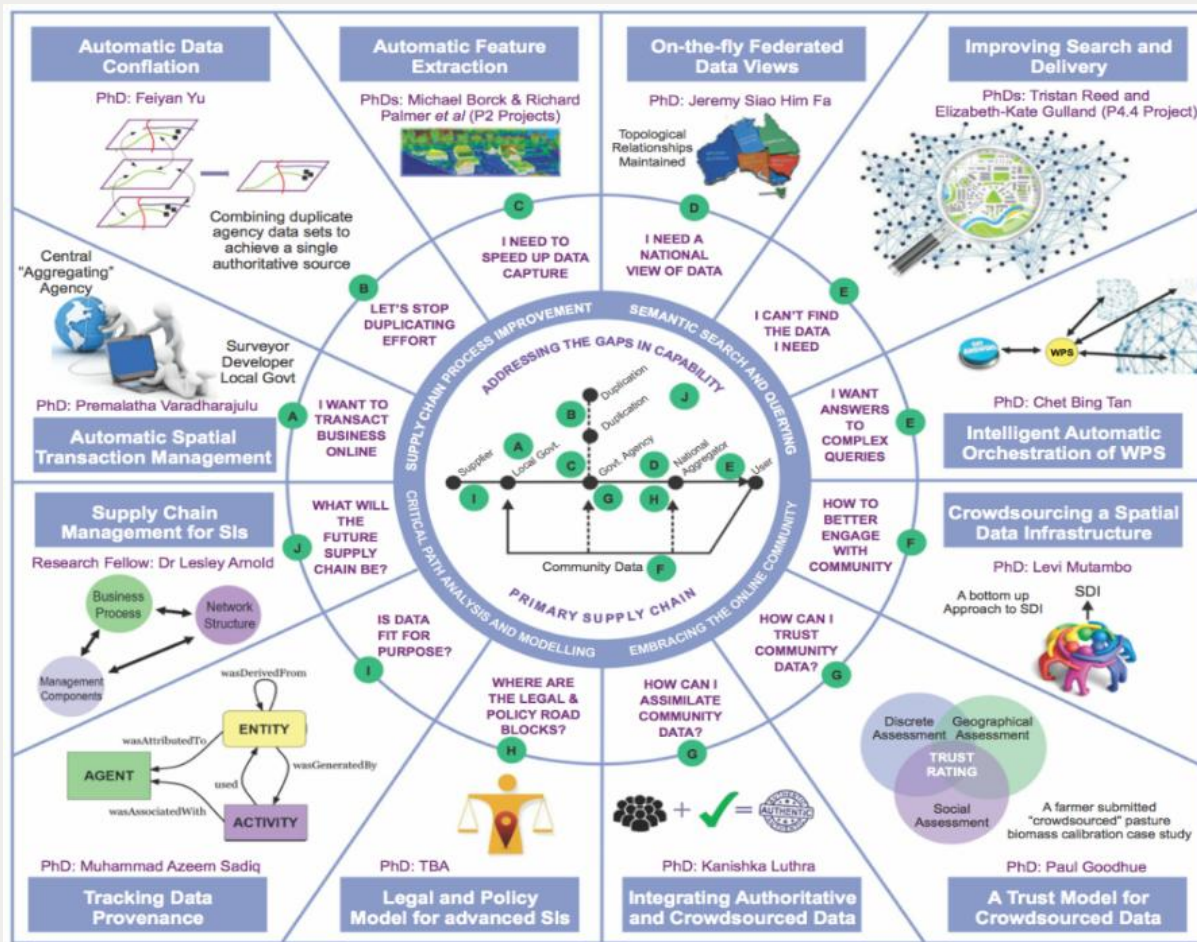 Automatic Data
Conflation
PhD: Feiyan Yu
Combining duplicate
agency data sets to
achieve a single
authoritative source
Automatic Feature
Extraction
PhDs: Michael Borck & Richard
Palmer et al (P2 Projects)
On-the-fly Federated
Data Views
PhD: Jeremy Siao Him Fa
Topological
Relationships
Maintained
Improving Search and
Delivery
PhDs: Tristan Reed and
Elizabeth-Kate Gulland (P4.4 Project)
Central
"Aggregating"
Agency
Surveyor
Developer
Local Govt
PhD: Premalatha Varadharajulu
Automatic Spatial
Transaction Management
WPS
PhD: Chet Bing Tan
Intelligent Automatic
Orchestration of WPS
Supply Chain
Management for SIs
Research Fellow: Dr Lesley Arnold
Business
Process
Network
Structure
Management
Components
Crowdsourcing a Spatial
Data Infrastructure
PhD: Levi Mutambo
A bottom up
Approach to SDI
SDI
wasDerivedFrom
ENTITY
wasAttributedTo
AGENT
used
wasGeneratedBy
wasAssociatedWith
ACTIVITY
PhD: Muhammad Azeem Sadiq
Tracking Data
Provenance
PhD: TBA
Legal and Policy
Model for advanced SIs
+
=
AUTHENTIC
PhD: Kanishka Luthra
Integrating Authoritative
and Crowdsourced Data
Discrete
Assessment
Geographical
Assessment
TRUST
RATING
Social
Assessment
A farmer submitted
"crowdsourced" pasture
biomass calibration case study
PhD: Paul Goodhue
A Trust Model for
Crowdsourced Data
A
I WANT TO
TRANSACT
BUSINESS
ONLINE
B
LET'S STOP
DUPLICATING
EFFORT
C
I NEED TO
SPEED UP DATA
CAPTURE
D
I NEED A
NATIONAL
VIEW OF DATA
E
I CAN'T FIND
THE DATA
I NEED
E
I WANT
ANSWERS
TO
COMPLEX
QUERIES
F
HOW TO
BETTER
ENGAGE
WITH
COMMUNITY
G
HOW CAN I
TRUST
COMMUNITY
DATA?
G
HOW CAN I
ASSIMILATE
COMMUNITY
DATA?
H
WHERE ARE
THE LEGAL &
POLICY ROAD
BLOCKS?
I
IS DATA
FIT FOR
PURPOSE?
J
WHAT WILL
THE
FUTURE
SUPPLY
CHAIN BE?
SUPPLY CHAIN PROCESS IMPROVEMENT
SEMANTIC SEARCH AND QUERYING
EMBRACING THE ONLINE COMMUNITY
CRITICAL PATH ANALYSIS AND MODELLING
ADDRESSING THE GAPS IN CAPABILITY
Duplication
J
B
Duplication
A
Supplier
Local Govt.
C
Govt. Agency
D
National
Aggregator
E
User
I
G
H
Community Data
F
PRIMARY SUPPLY CHAIN